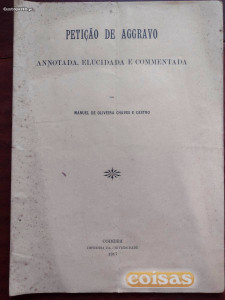 PETIÇÃO DE AGGRAVO
ANNOTADA, ELUCIDADA E COMMENTADA
POR
MANUEL DE OLIVEIRA CHAVES E CASTRO
COIMBRA
IMPRENSA DA UNIVERSIDADE
coisas